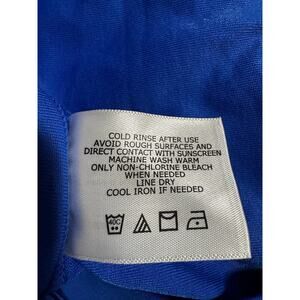 COLD RINSE AFTER USE
AVOID ROUGH SURFACES AND
DIRECT CONTACT WITH SUNSCREEN
MACHINE WASH WARM
ONLY NON-CHLORINE BLEACH
WHEN NEEDED
LINE DRY
COOL IRON IF NEEDED
40C